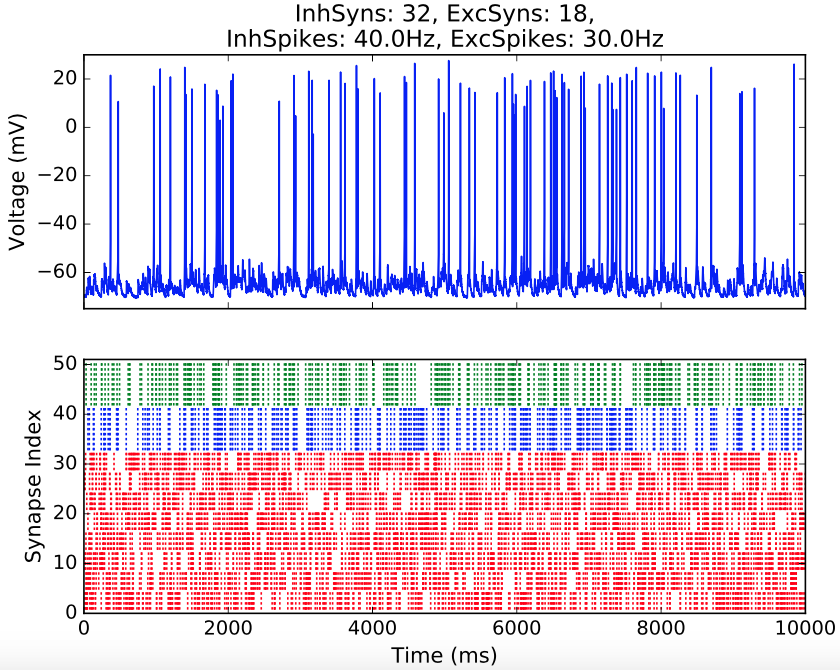 InhSyns: 32, ExcSyns: 18,
InhSpikes: 40.0Hz, ExcSpikes: 30.0Hz
20
0
−20
−40
−60
Voltage (mV)
50
40
30
20
10
0
Synapse Index
0 2000 4000 6000 8000 10000
Time (ms)